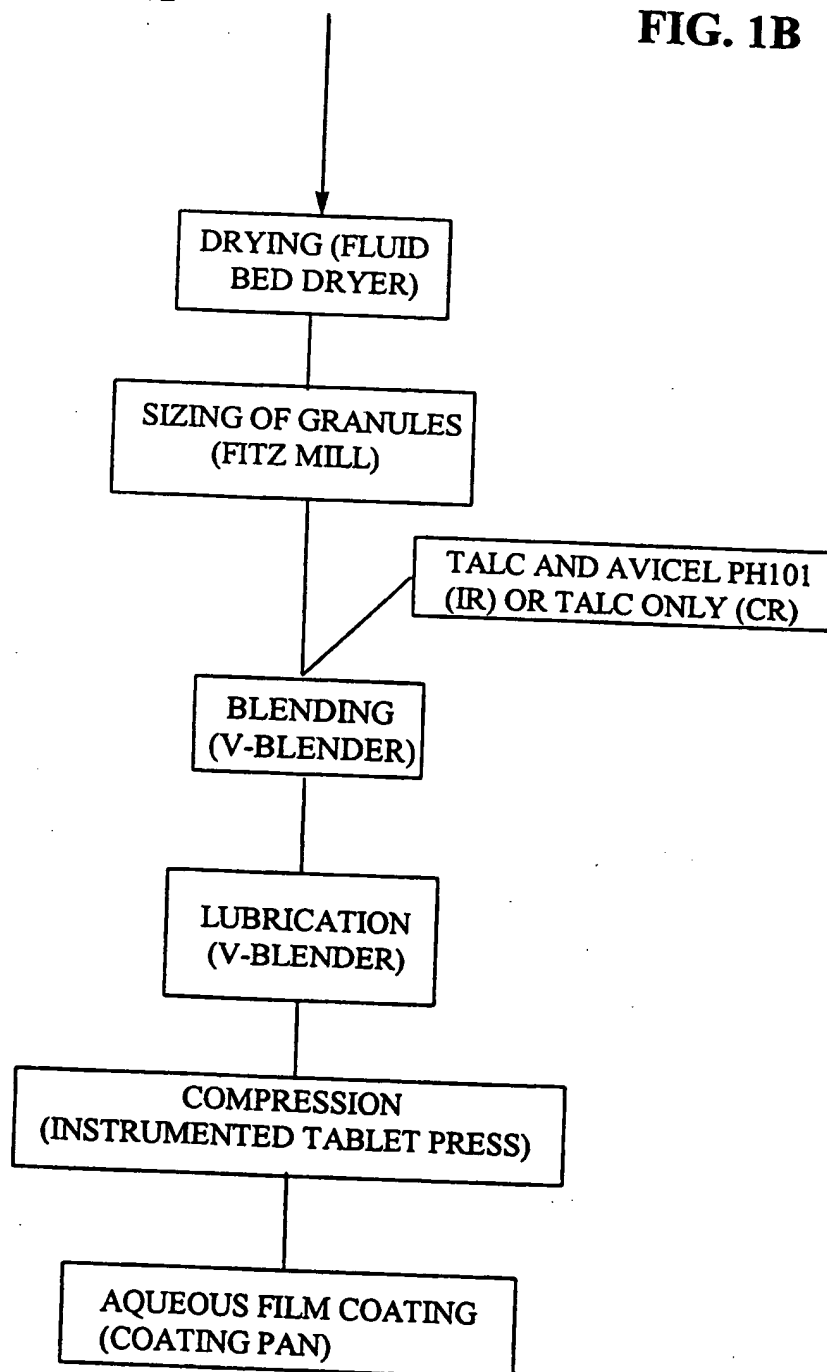 FIG. 1B
DRYING (FLUID
BED DRYER)
SIZING OF GRANULES
(FITZ MILL)
TALC AND AVICEL PH101
(IR) OR TALC ONLY (CR)
BLENDING
(V-BLENDER)
LUBRICATION
(V-BLENDER)
COMPRESSION
(INSTRUMENTED TABLET PRESS)
AQUEOUS FILM COATING
(COATING PAN)